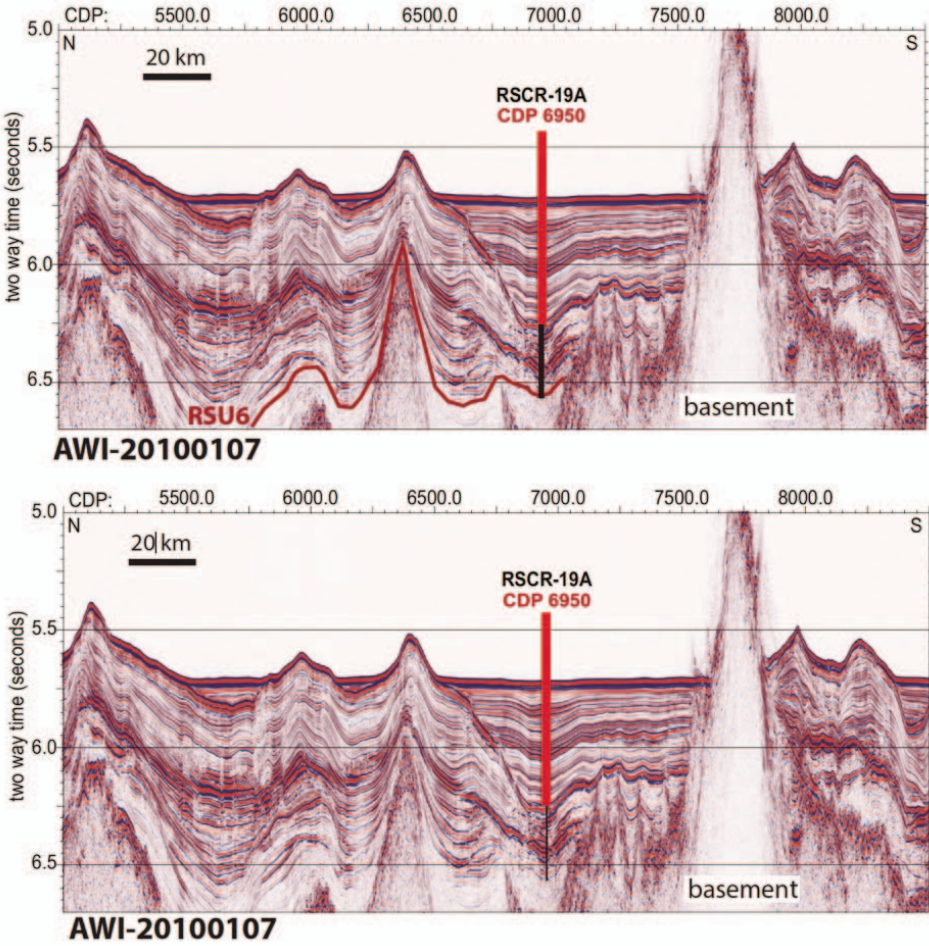 CDP: 5500.0 6000.0 6500.0 7000.0 7500.0 8000.0
5.0
N
S
20 km
RSCR-19A
CDP 6950
5.5
two way time (seconds)
6.0
6.5
RSU6
basement
AWI-20100107
CDP: 5500.0 6000.0 6500.0 7000.0 7500.0 8000.0
5.0
N
S
20 km
RSCR-19A
CDP 6950
5.5
two way time (seconds)
6.0
6.5
basement
AWI-20100107